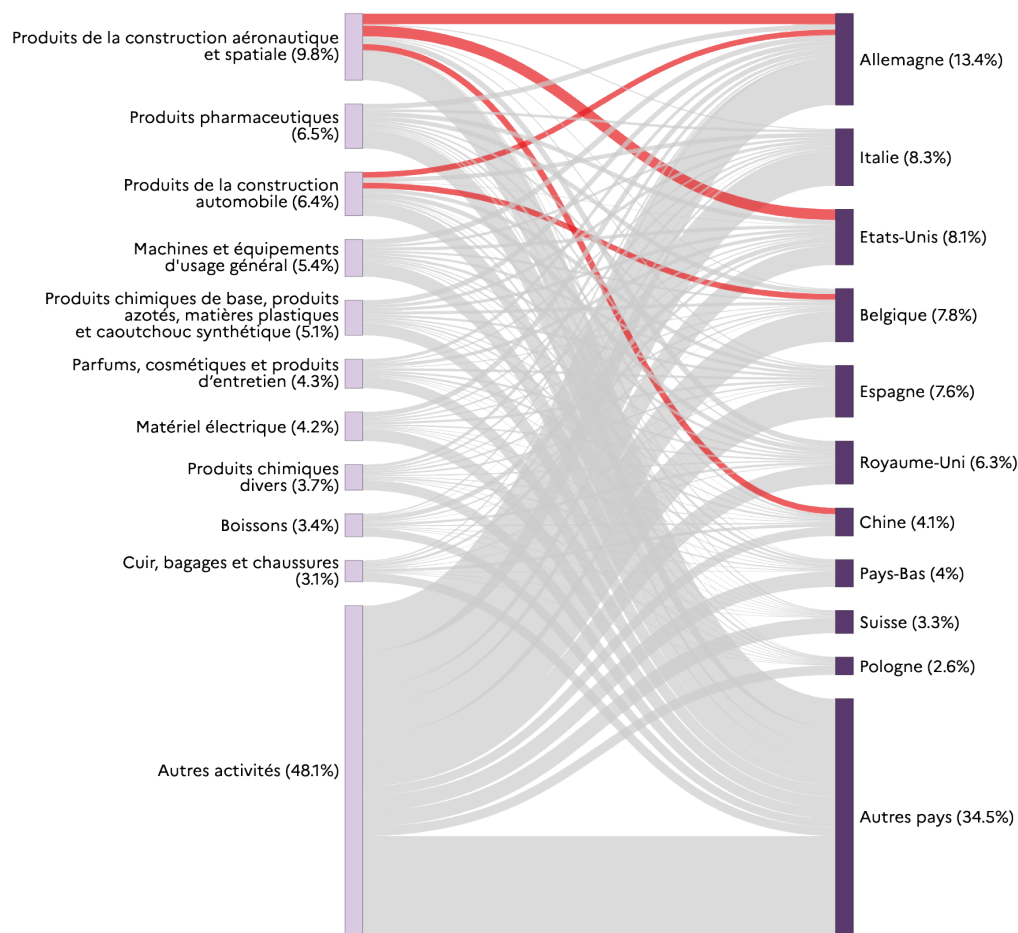 Produits de la construction aéronautique
et spatiale (9.8%)
Produits pharmaceutiques
(6.5%)
Produits de la construction
automobile (6.4%)
Machines et équipements
d'usage général (5.4%)
Produits chimiques de base, produits
azotés, matières plastiques
et caoutchouc synthétique (5.1%)
Parfums, cosmétiques et produits
d’entretien (4.3%)
Matériel électrique (4.2%)
Produits chimiques
divers (3.7%)
Boissons (3.4%)
Cuir, bagages et chaussures
(3.1%)
Autres activités (48.1%)
Allemagne (13.4%)
Italie (8.3%)
Etats-Unis (8.1%)
Belgique (7.8%)
Espagne (7.6%)
Royaume-Uni (6.3%)
Chine (4.1%)
Pays-Bas (4%)
Suisse (3.3%)
Pologne (2.6%)
Autres pays (34.5%)